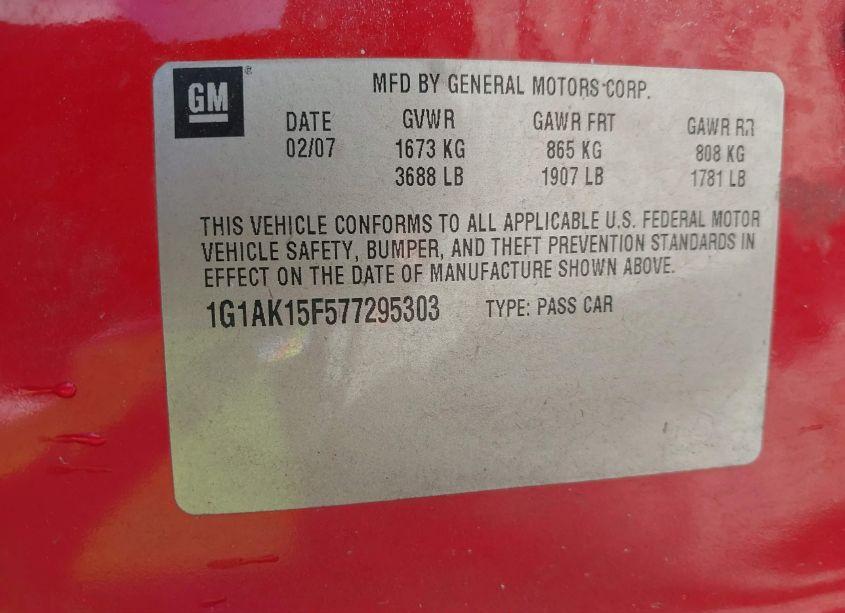 GM ®
MFD BY GENERAL MOTORS CORP.
DATE GVWR GAWR FRT GAWR RR
02/07 1673 KG 865 KG 808 KG
3688 LB 1907 LB 1781 LB
THIS VEHICLE CONFORMS TO ALL APPLICABLE U.S. FEDERAL MOTOR
VEHICLE SAFETY, BUMPER, AND THEFT PREVENTION STANDARDS IN
EFFECT ON THE DATE OF MANUFACTURE SHOWN ABOVE.
1G1AK15F577295303 TYPE: PASS CAR